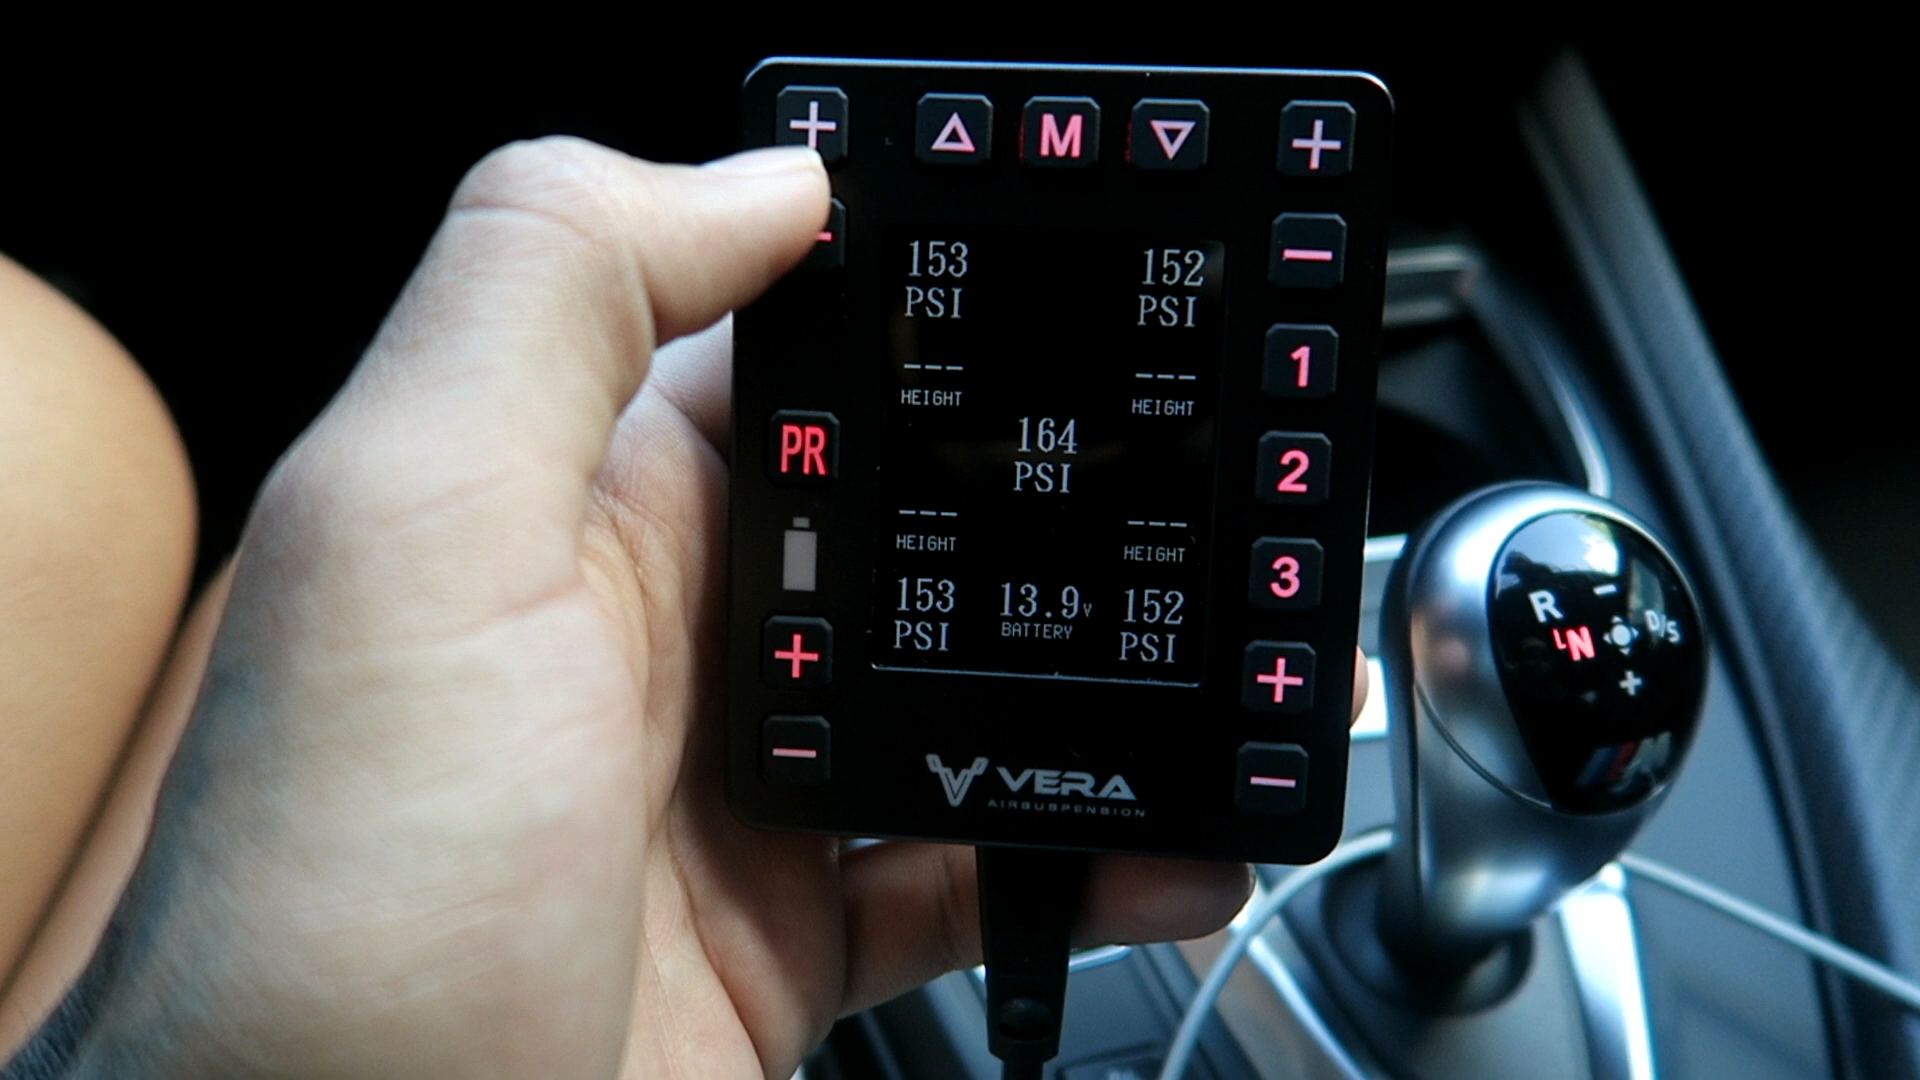 + M +
153 152
PSI PSI
−
--- ---
HEIGHT HEIGHT
1
164
PSI
PR
2
--- ---
HEIGHT HEIGHT
3
153 13.9V 152
PSI BATTERY PSI
+ +
− −
VERA
AIRSUSPENSION
R − D/S
LN
+
M